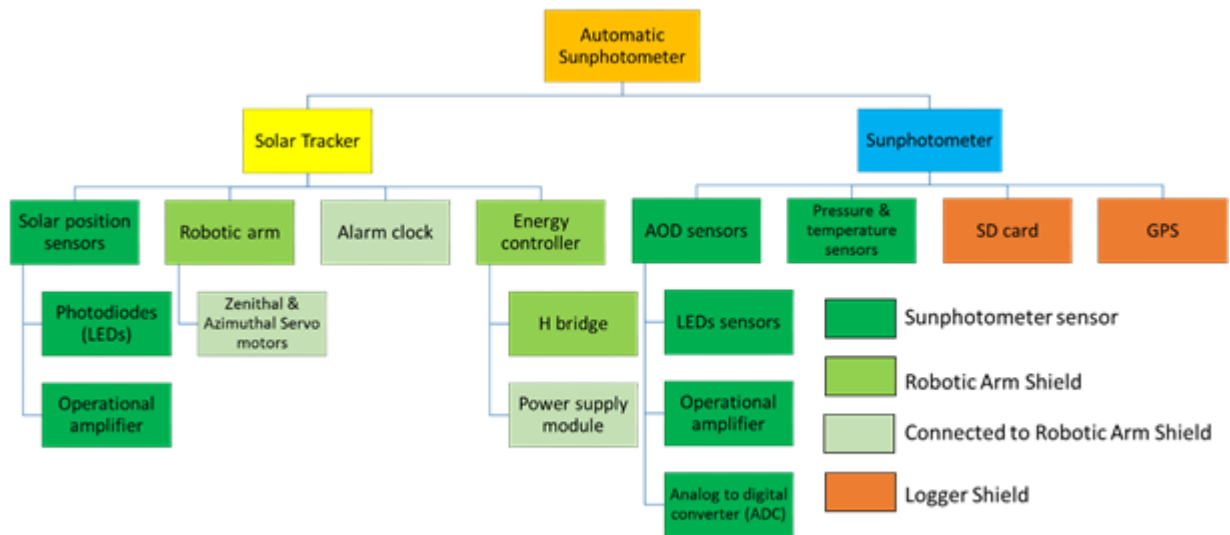 Automatic
Sunphotometer
Solar Tracker
Sunphotometer
Solar position
sensors
Robotic arm
Alarm clock
Energy
controller
AOD sensors
Pressure &
temperature
sensors
SD card
GPS
Photodiodes
(LEDs)
Zenithal &
Azimuthal Servo
motors
H bridge
LEDs sensors
Operational
amplifier
Power supply
module
Operational
amplifier
Analog to digital
converter (ADC)
Sunphotometer sensor
Robotic Arm Shield
Connected to Robotic Arm Shield
Logger Shield